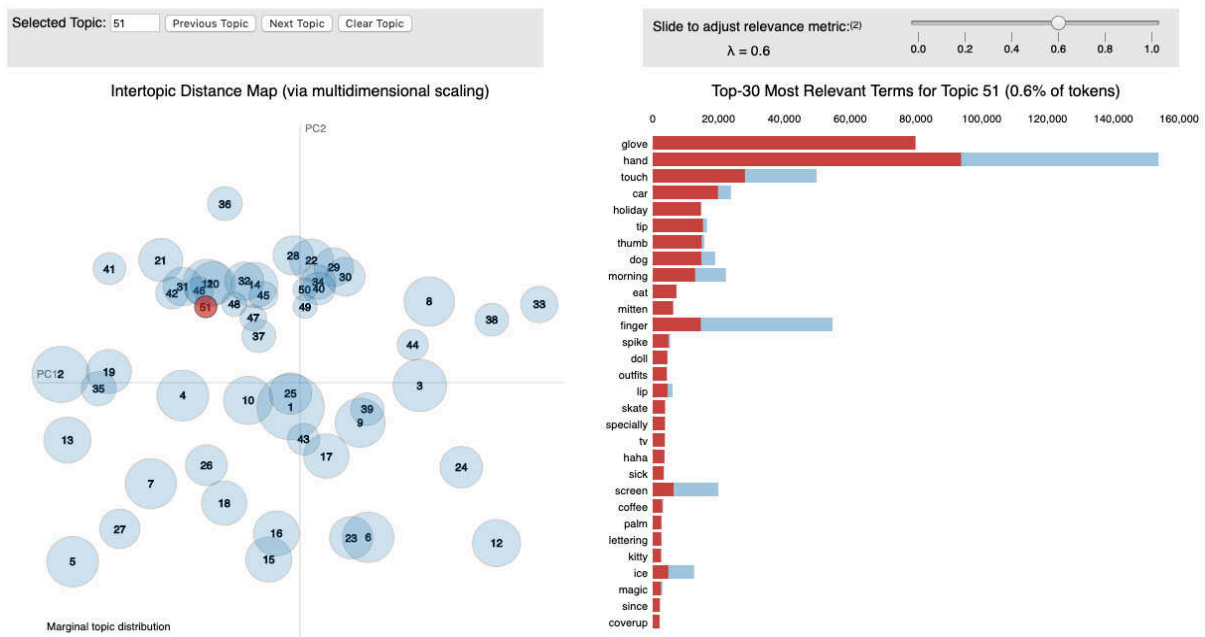 Selected Topic: 51 Previous Topic Next Topic Clear Topic
Slide to adjust relevance metric:(2)
λ = 0.6
0.0 0.2 0.4 0.6 0.8 1.0
Intertopic Distance Map (via multidimensional scaling)
PC2
36
41
21
28
22
29
30
34
50
40
49
42
31
46
20
32
14
45
48
51
47
37
8
33
38
44
3
PC1
2
19
35
4
10
25
1
39
9
43
17
13
26
24
7
18
27
16
15
5
23
6
12
Marginal topic distribution
Top-30 Most Relevant Terms for Topic 51 (0.6% of tokens)
0 20,000 40,000 60,000 80,000 100,000 120,000 140,000 160,000
glove
hand
touch
car
holiday
tip
thumb
dog
morning
eat
mitten
finger
spike
doll
outfits
lip
skate
specially
tv
haha
sick
screen
coffee
palm
lettering
kitty
ice
magic
since
coverup